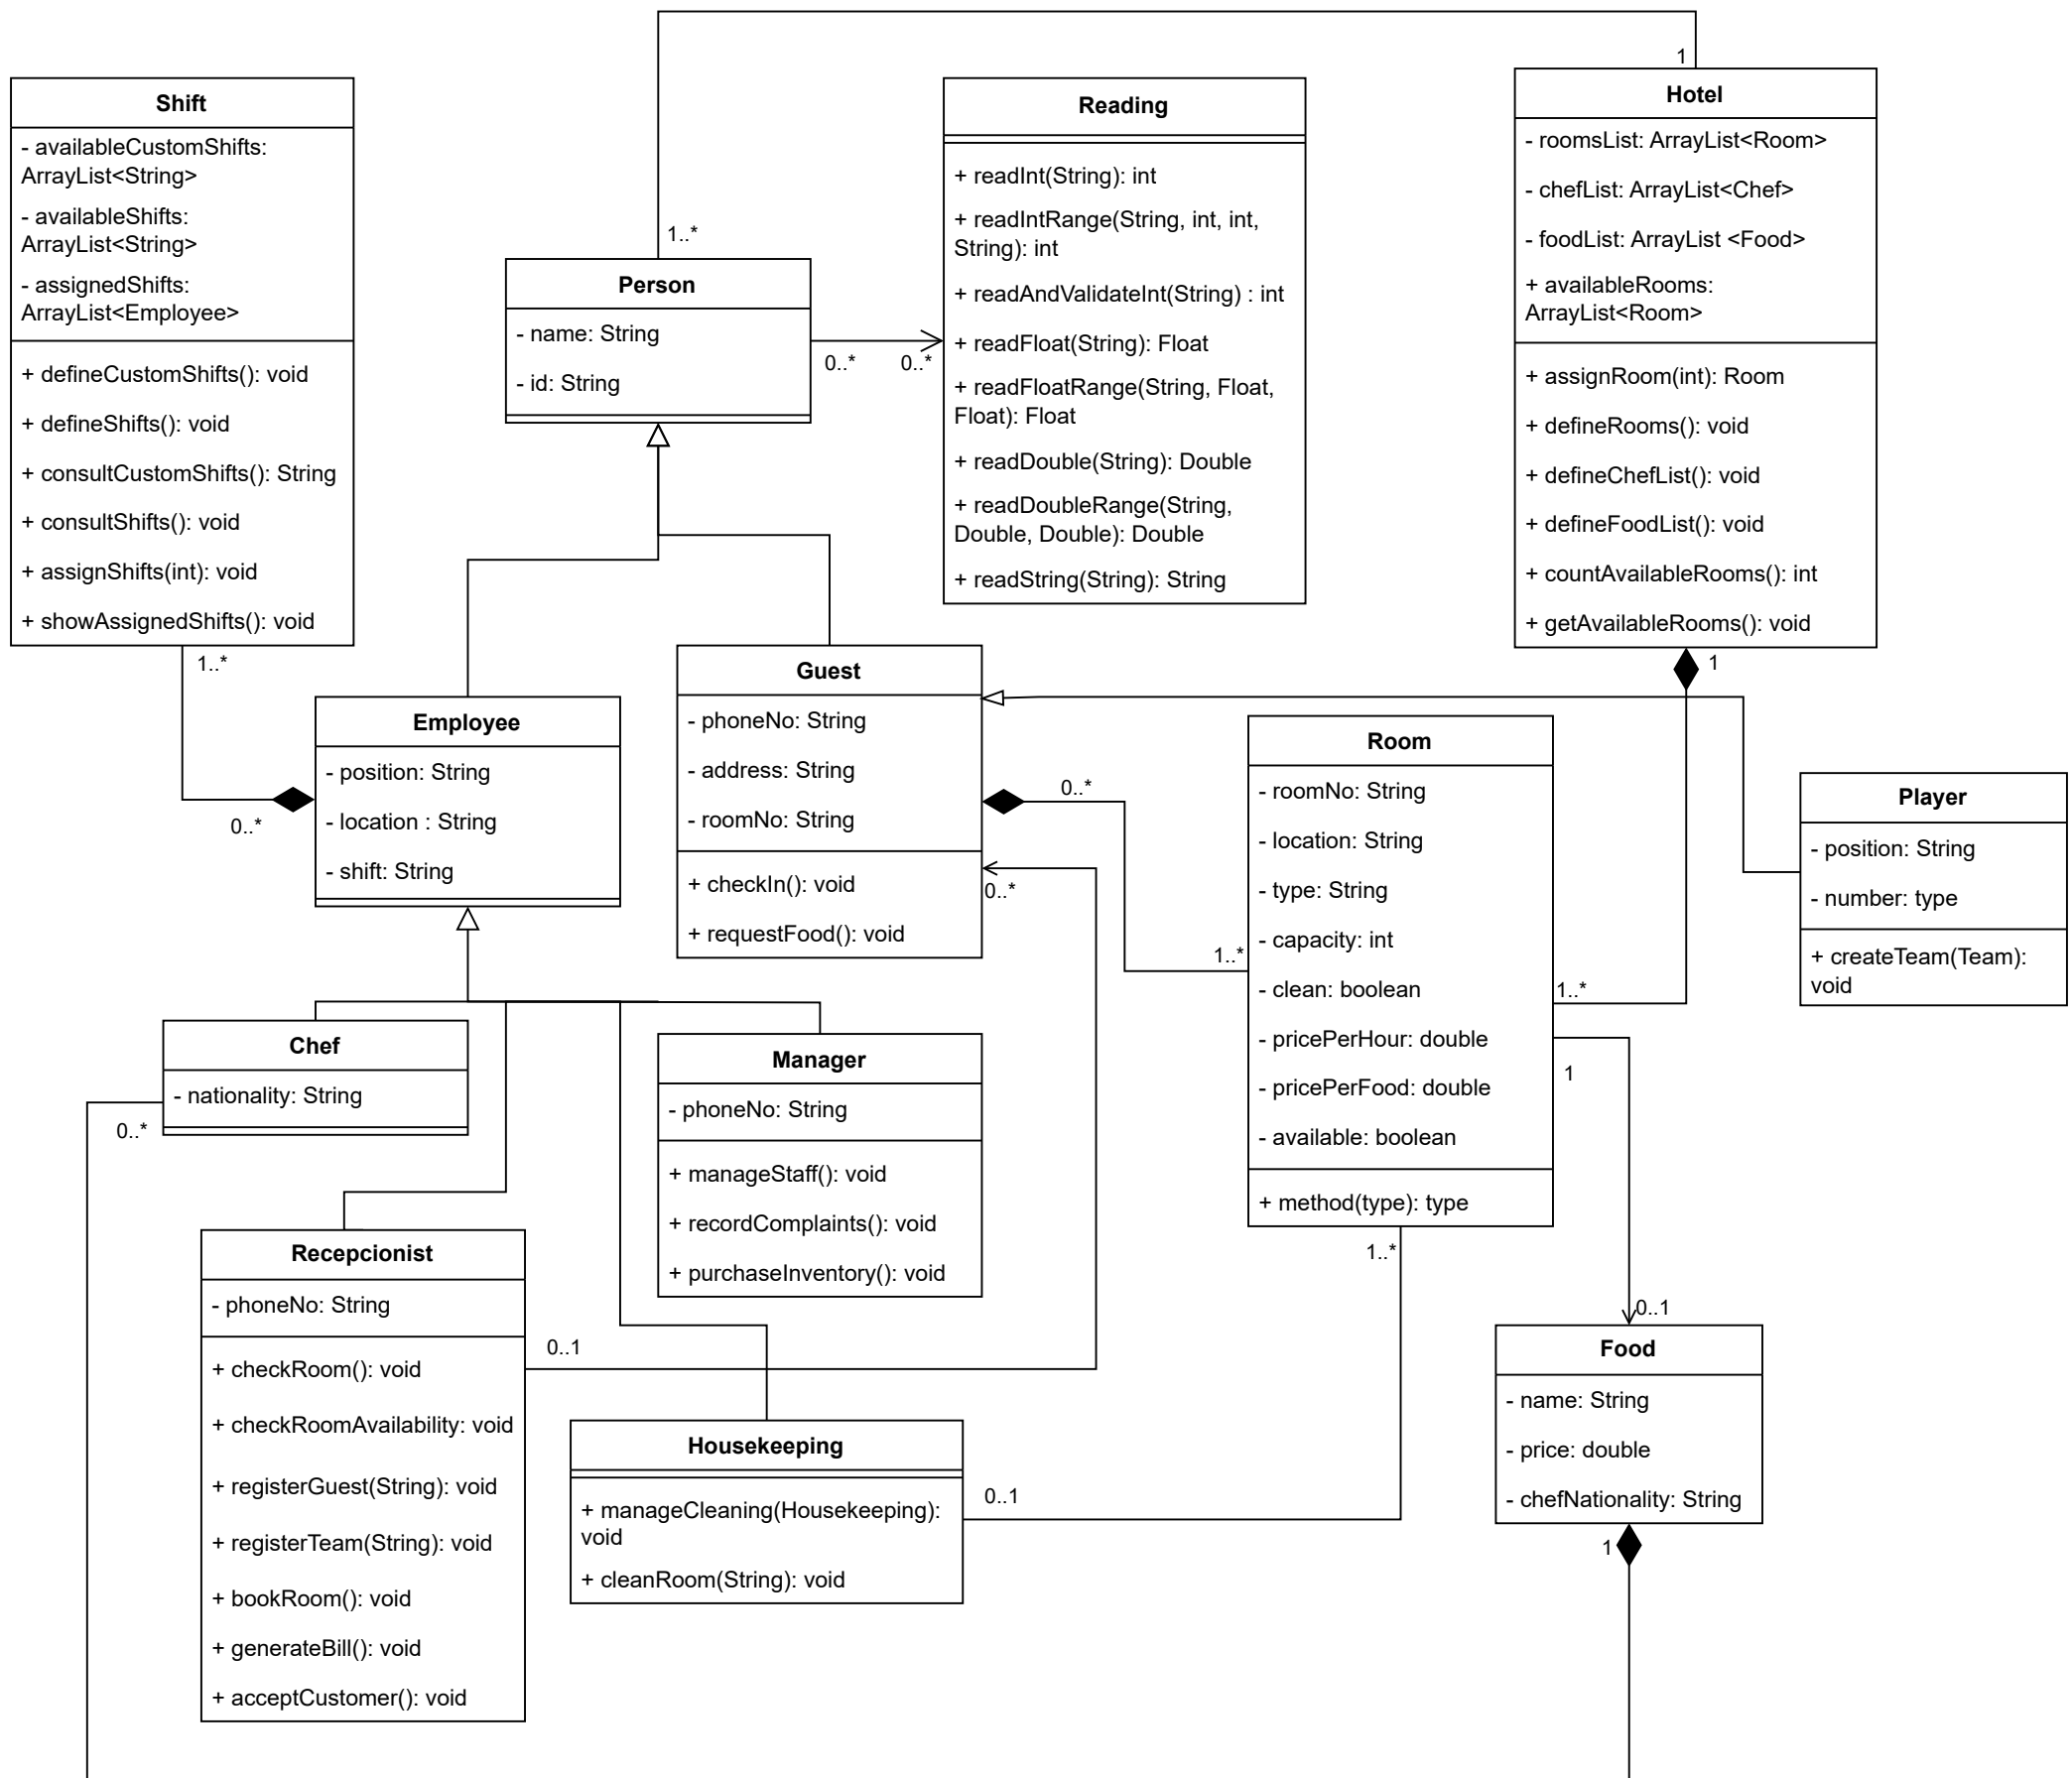 1
Shift
- availableCustomShifts:
ArrayList<String>
- availableShifts:
ArrayList<String>
- assignedShifts:
ArrayList<Employee>
+ defineCustomShifts(): void
+ defineShifts(): void
+ consultCustomShifts(): String
+ consultShifts(): void
+ assignShifts(int): void
+ showAssignedShifts(): void
1..*
0..*
1..*
Person
- name: String
- id: String
0..*
0..*
Reading
+ readInt(String): int
+ readIntRange(String, int, int,
String): int
+ readAndValidateInt(String) : int
+ readFloat(String): Float
+ readFloatRange(String, Float,
Float): Float
+ readDouble(String): Double
+ readDoubleRange(String,
Double, Double): Double
+ readString(String): String
Hotel
- roomsList: ArrayList<Room>
- chefList: ArrayList<Chef>
- foodList: ArrayList <Food>
+ availableRooms:
ArrayList<Room>
+ assignRoom(int): Room
+ defineRooms(): void
+ defineChefList(): void
+ defineFoodList(): void
+ countAvailableRooms(): int
+ getAvailableRooms(): void
1
Employee
- position: String
- location : String
- shift: String
Guest
- phoneNo: String
- address: String
- roomNo: String
+ checkIn(): void
+ requestFood(): void
0..*
0..*
1..*
Room
- roomNo: String
- location: String
- type: String
- capacity: int
- clean: boolean
- pricePerHour: double
- pricePerFood: double
- available: boolean
+ method(type): type
1..*
1
1..*
Player
- position: String
- number: type
+ createTeam(Team):
void
Chef
- nationality: String
0..*
Manager
- phoneNo: String
+ manageStaff(): void
+ recordComplaints(): void
+ purchaseInventory(): void
Recepcionist
- phoneNo: String
+ checkRoom(): void
+ checkRoomAvailability: void
+ registerGuest(String): void
+ registerTeam(String): void
+ bookRoom(): void
+ generateBill(): void
+ acceptCustomer(): void
0..1
Housekeeping
+ manageCleaning(Housekeeping):
void
+ cleanRoom(String): void
0..1
0..1
Food
- name: String
- price: double
- chefNationality: String
1